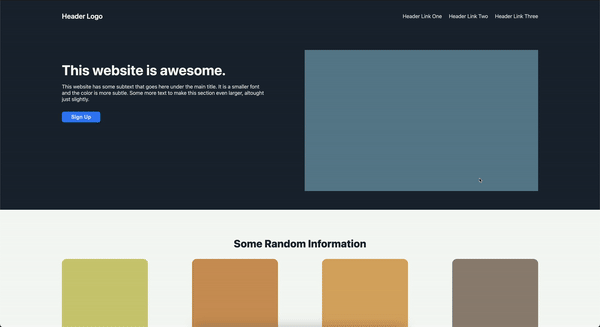 Header Logo
Header Link One Header Link Two Header Link Three
This website is awesome.
This website has some subtext that goes here under the main title. It is a smaller font
and the color is more subtle. Some more text to make this section even larger, altought
just slightly.
Sign Up
Some Random Information